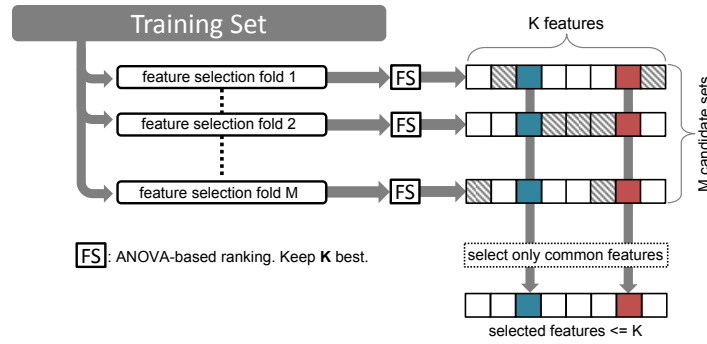 Training Set
K features
feature selection fold 1
FS
feature selection fold 2
FS
feature selection fold M
FS
M candidate sets
FS: ANOVA-based ranking. Keep K best.
select only common features
selected features <= K